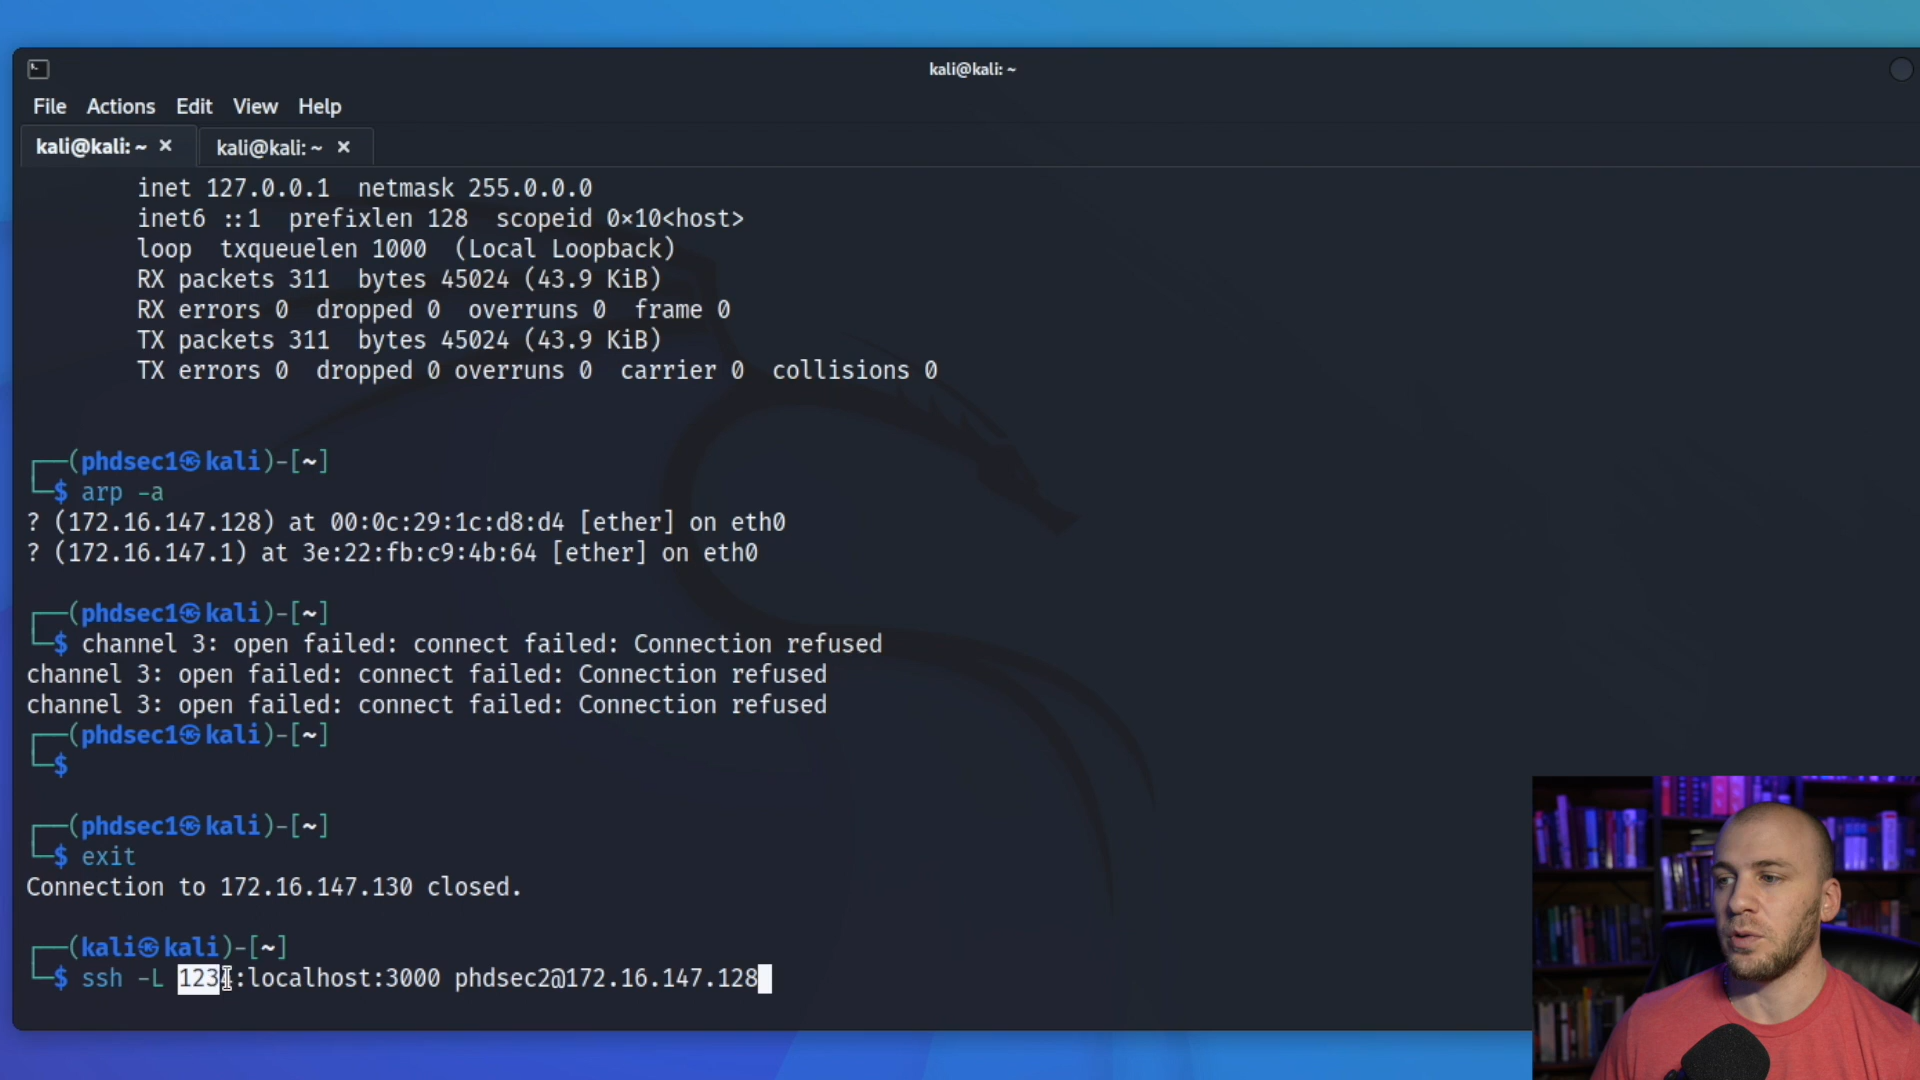 kali@kali: ~
File Actions Edit View Help
kali@kali: ~ × kali@kali: ~ ×
inet 127.0.0.1 netmask 255.0.0.0
inet6 ::1 prefixlen 128 scopeid 0×10<host>
loop txqueuelen 1000 (Local Loopback)
RX packets 311 bytes 45024 (43.9 KiB)
RX errors 0 dropped 0 overruns 0 frame 0
TX packets 311 bytes 45024 (43.9 KiB)
TX errors 0 dropped 0 overruns 0 carrier 0 collisions 0
┌──(phdsec1㉿kali)-[~]
└─$ arp -a
? (172.16.147.128) at 00:0c:29:1c:d8:d4 [ether] on eth0
? (172.16.147.1) at 3e:22:fb:c9:4b:64 [ether] on eth0
┌──(phdsec1㉿kali)-[~]
└─$ channel 3: open failed: connect failed: Connection refused
channel 3: open failed: connect failed: Connection refused
channel 3: open failed: connect failed: Connection refused
┌──(phdsec1㉿kali)-[~]
└─$
┌──(phdsec1㉿kali)-[~]
└─$ exit
Connection to 172.16.147.130 closed.
┌──(kali㉿kali)-[~]
└─$ ssh -L 1234:localhost:3000 phdsec2@172.16.147.128